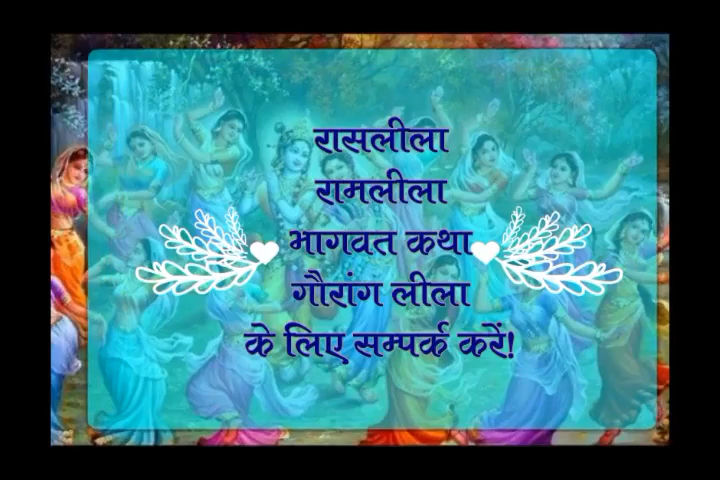 रासलीला
रामलीला
भागवत कथा
गौरांग लीला
के लिए सम्पर्क करें!